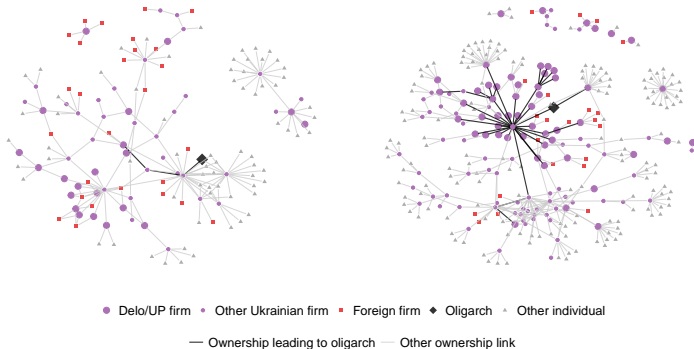 Delo/UP firm Other Ukrainian firm Foreign firm Oligarch Other individual
Ownership leading to oligarch Other ownership link